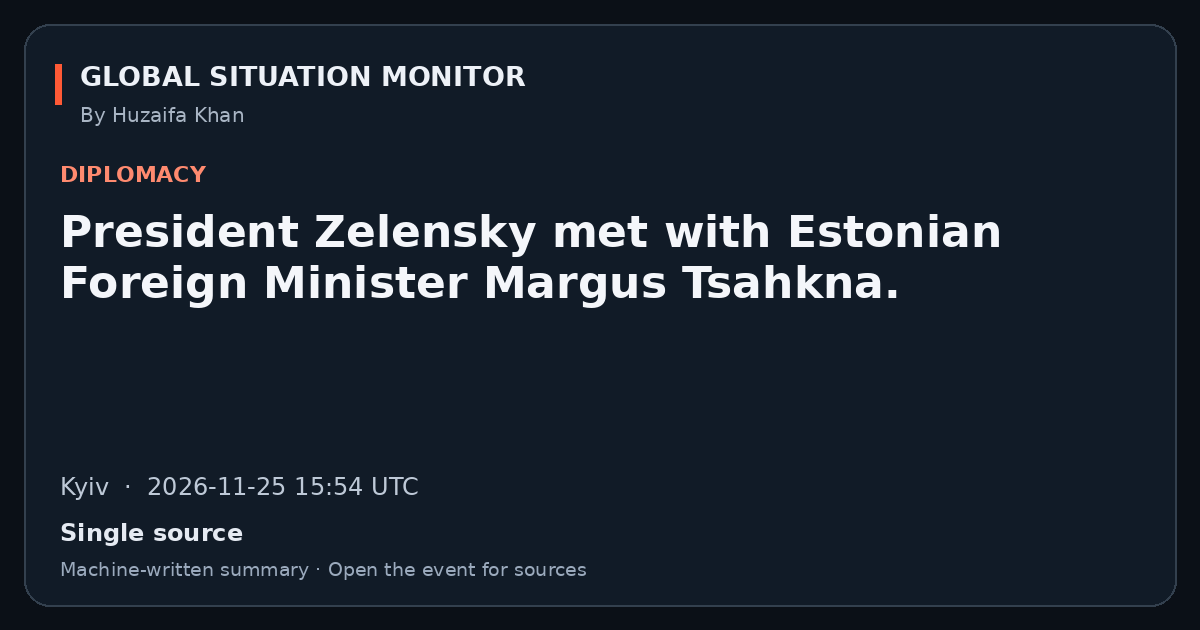 GLOBAL SITUATION MONITOR
By Huzaifa Khan
DIPLOMACY
President Zelensky met with Estonian
Foreign Minister Margus Tsahkna.
Kyiv · 2026-11-25 15:54 UTC
Single source
Machine-written summary · Open the event for sources